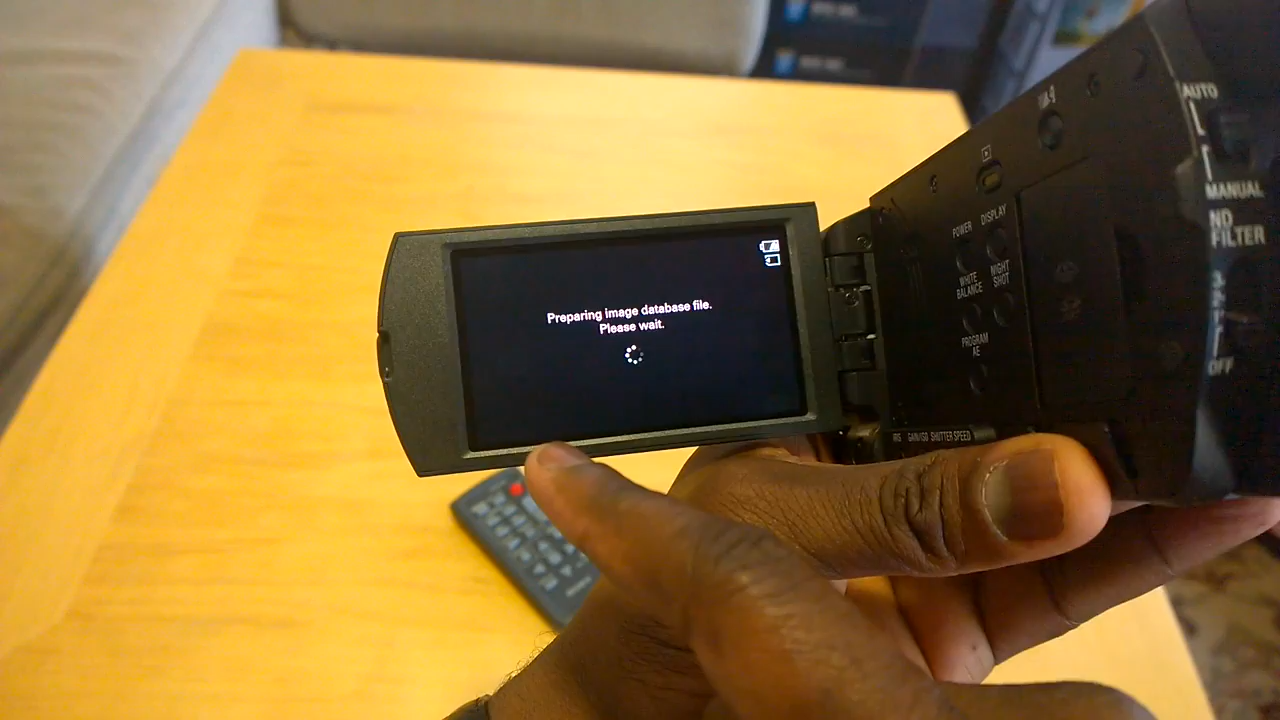 Preparing image database file.
Please wait.
AUTO
MANUAL
ND
FILTER
OFF
POWER
DISPLAY
WHITE
BALANCE
NIGHT
SHOT
PROGRAM
AE
IRIS
SHUTTER SPEED